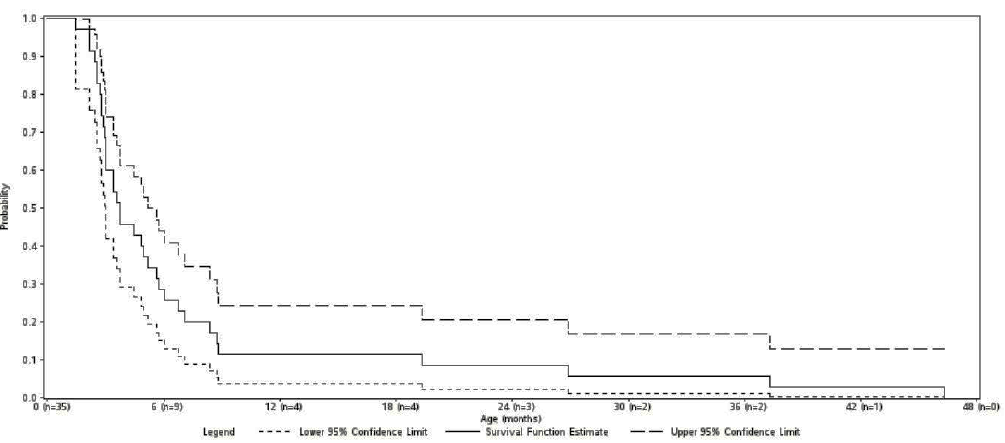 1.0
0.9
0.8
0.7
0.6
0.5
0.4
0.3
0.2
0.1
0.0
Probability
0 (n=35) 6 (n=9) 12 (n=4) 18 (n=4) 24 (n=3) 30 (n=2) 36 (n=2) 42 (n=1) 48 (n=0)
Age (months)
Legend Lower 95% Confidence Limit Survival Function Estimate Upper 95% Confidence Limit